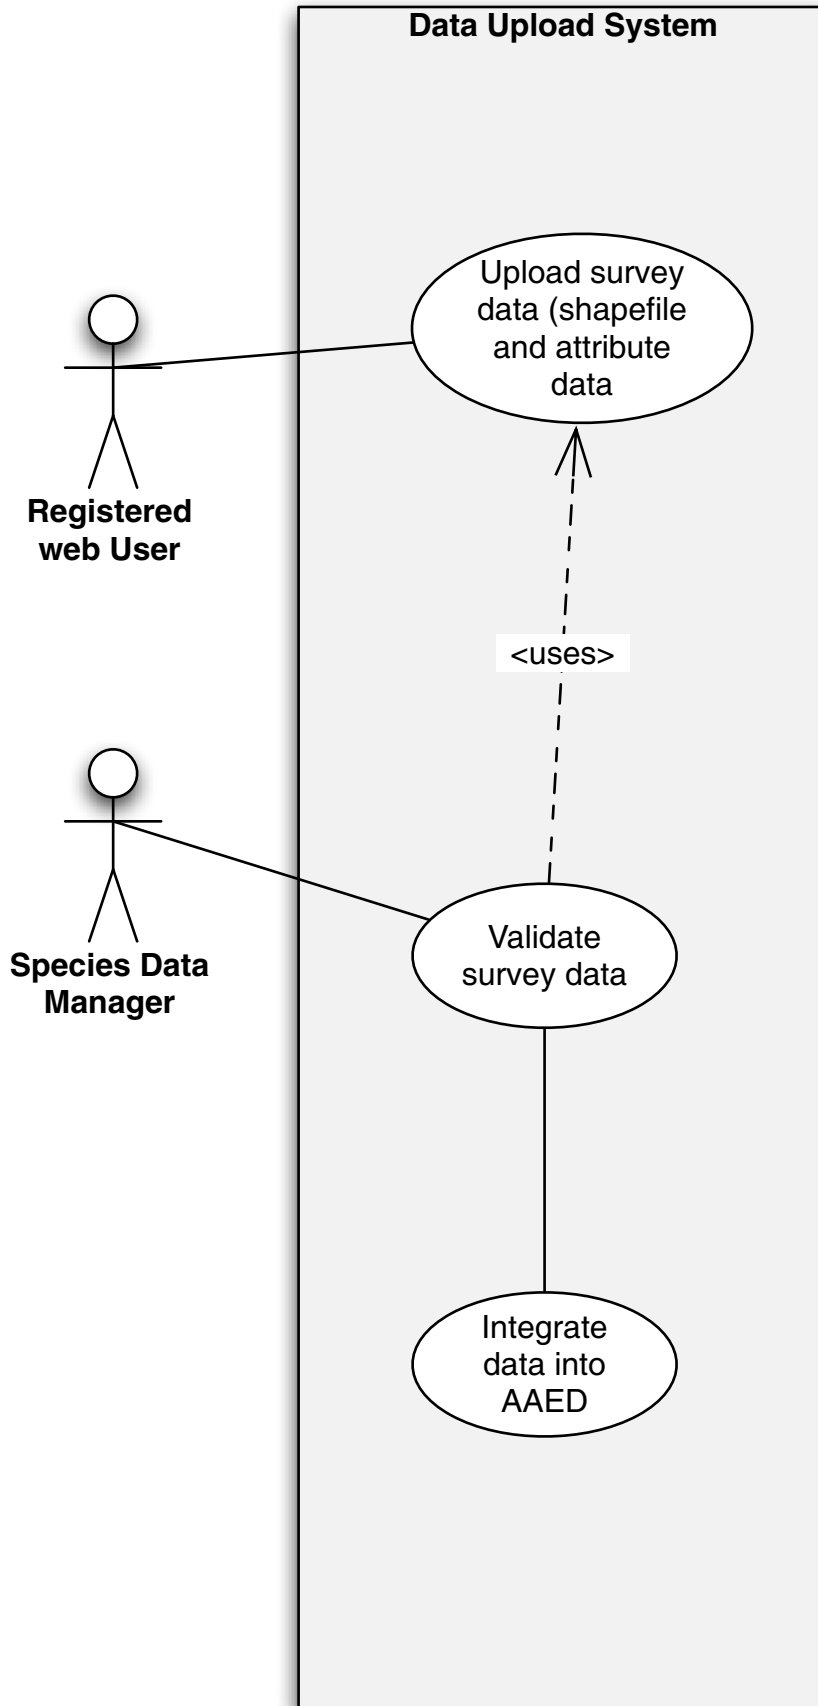 Data Upload System
Upload survey
data (shapefile
and attribute
data
Registered
web User
<uses>
Validate
survey data
Species Data
Manager
Integrate
data into
AAED